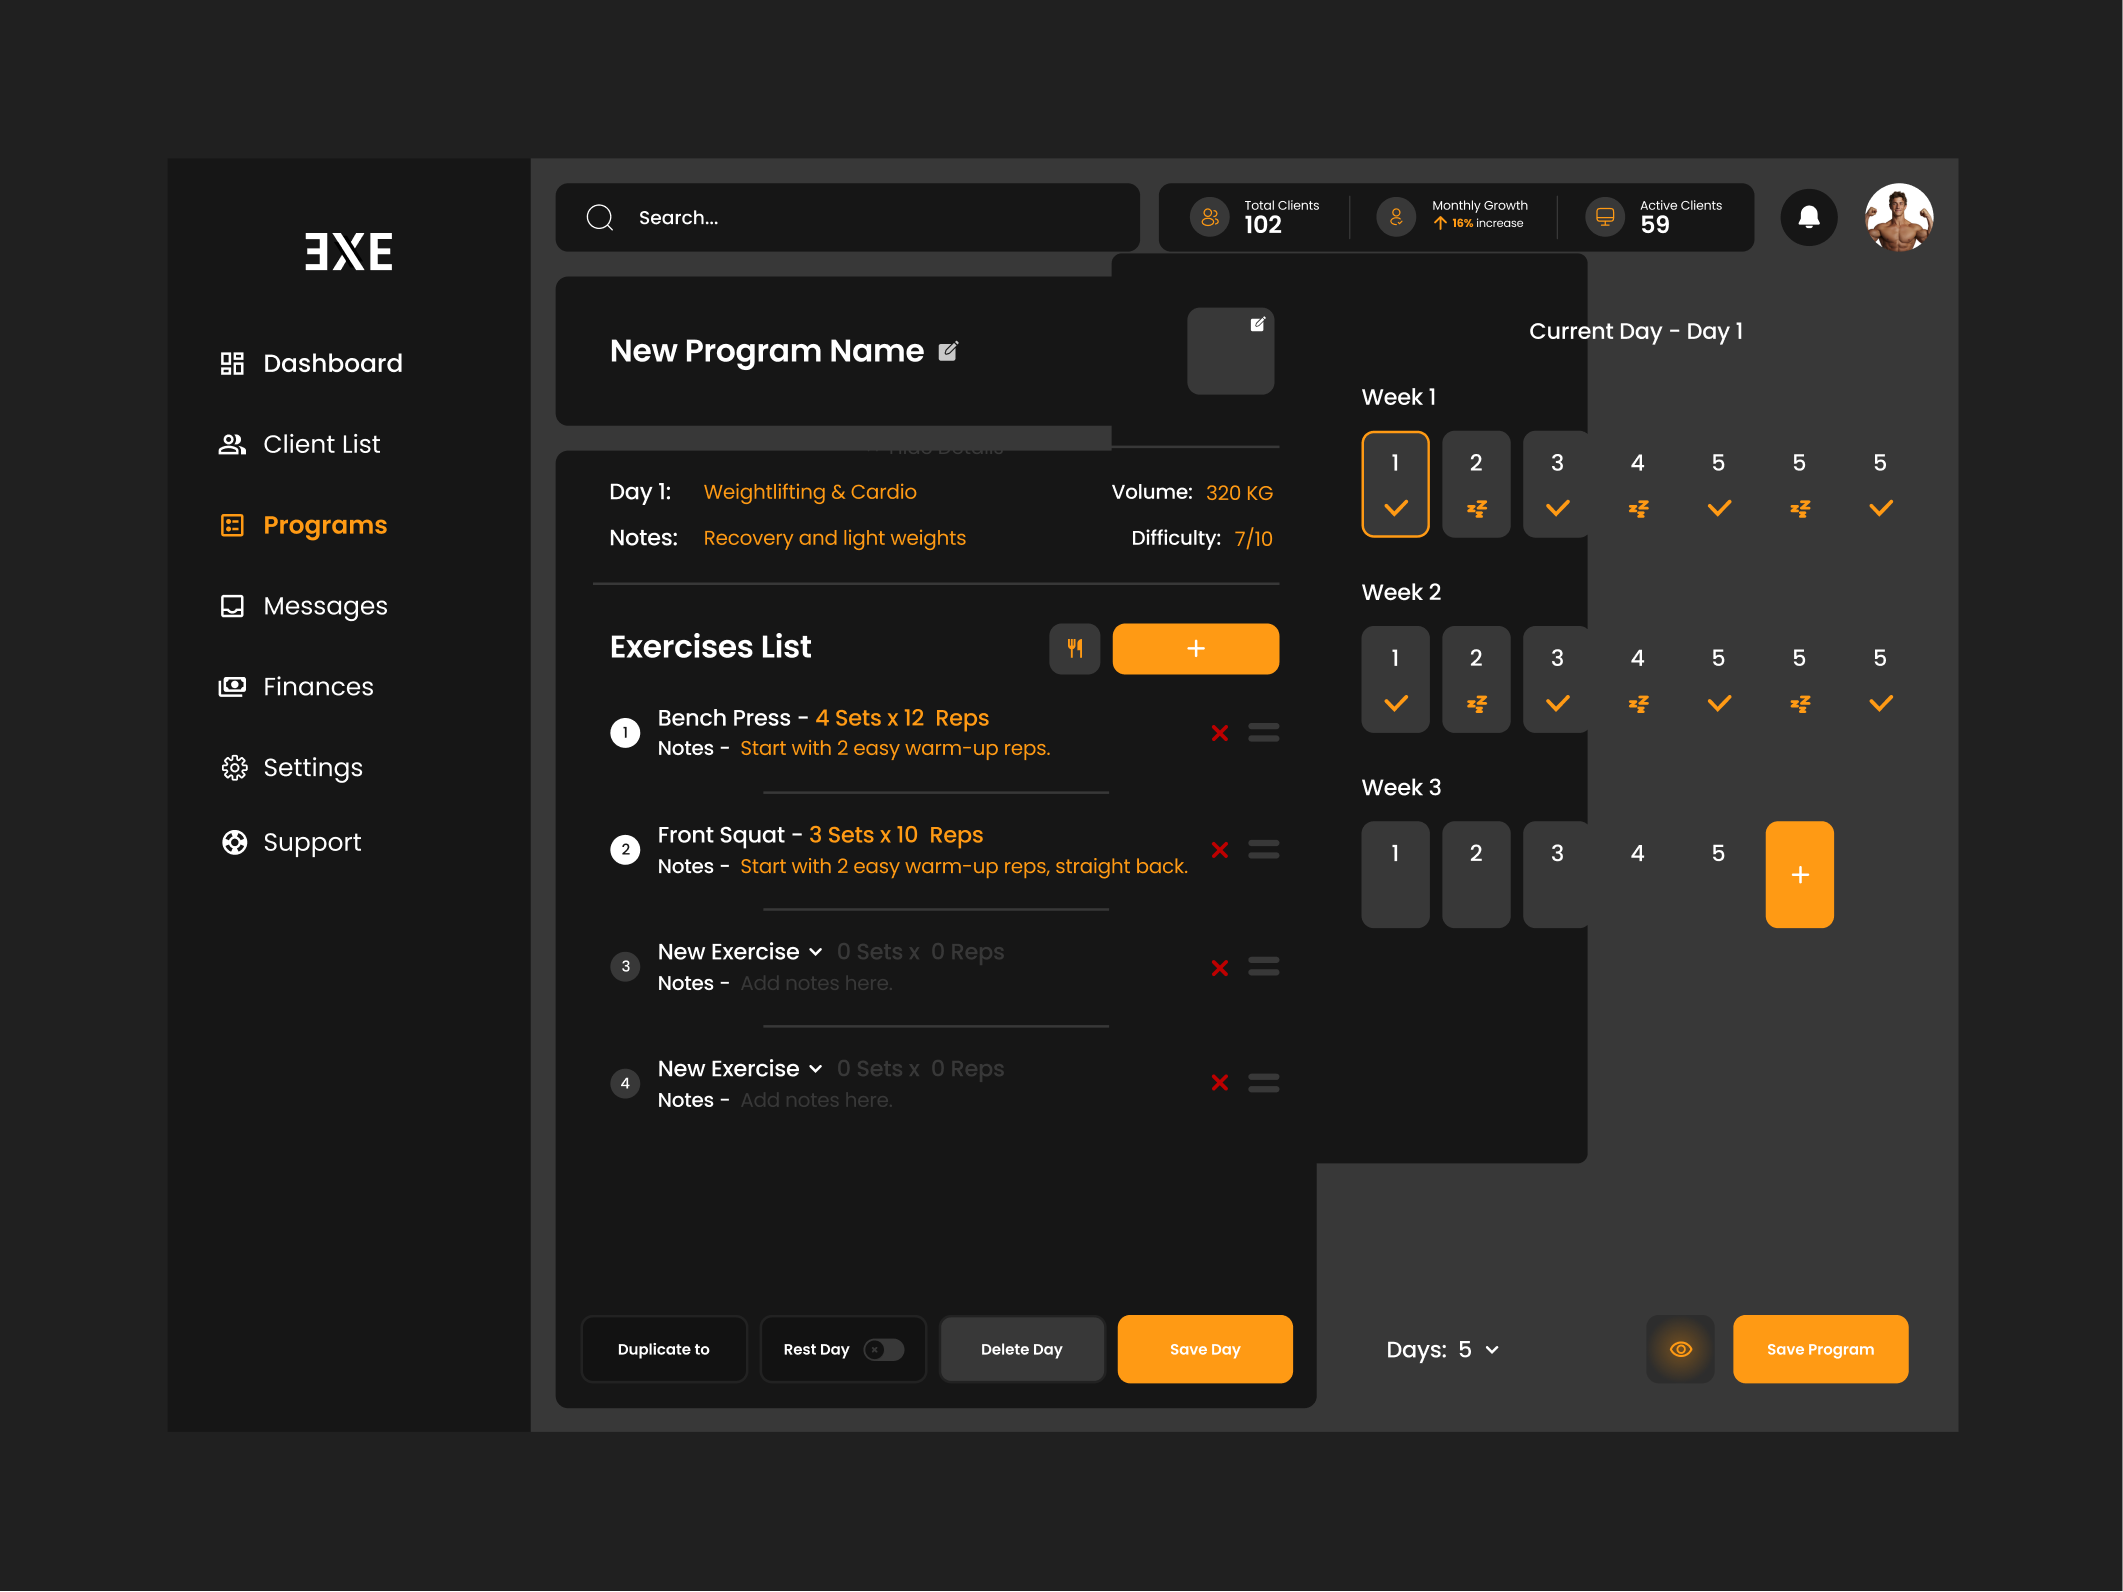 ƎXE
Dashboard
Client List
Programs
Messages
Finances
Settings
Support
Search...
Total Clients
102
Monthly Growth
16% increase
Active Clients
59
New Program Name
Hide Details
Day 1: Weightlifting & Cardio
Volume: 320 KG
Notes: Recovery and light weights
Difficulty: 7/10
Exercises List
+
1
Bench Press - 4 Sets x 12 Reps
Notes - Start with 2 easy warm-up reps.
2
Front Squat - 3 Sets x 10 Reps
Notes - Start with 2 easy warm-up reps, straight back.
3
New Exercise 0 Sets x 0 Reps
Notes - Add notes here.
4
New Exercise 0 Sets x 0 Reps
Notes - Add notes here.
Duplicate to
Rest Day
Delete Day
Save Day
Current Day - Day 1
Week 1
1 2 3 4 5 5 5
Week 2
1 2 3 4 5 5 5
Week 3
1 2 3 4 5 +
Days: 5
Save Program